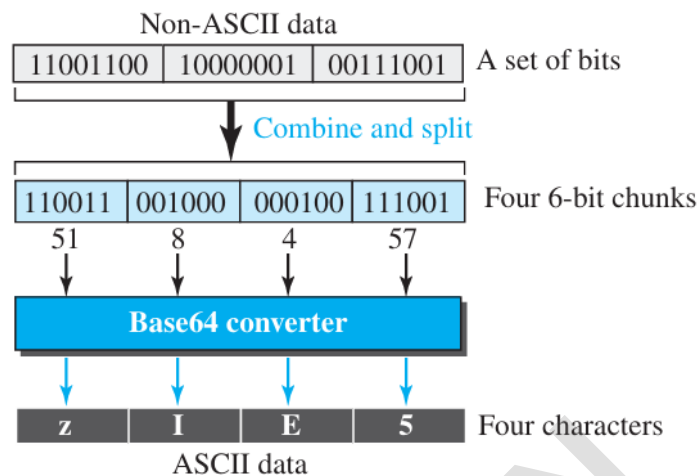 Non-ASCII data
11001100 10000001 00111001 A set of bits
Combine and split
110011 001000 000100 111001 Four 6-bit chunks
51 8 4 57
Base64 converter
z I E 5 Four characters
ASCII data